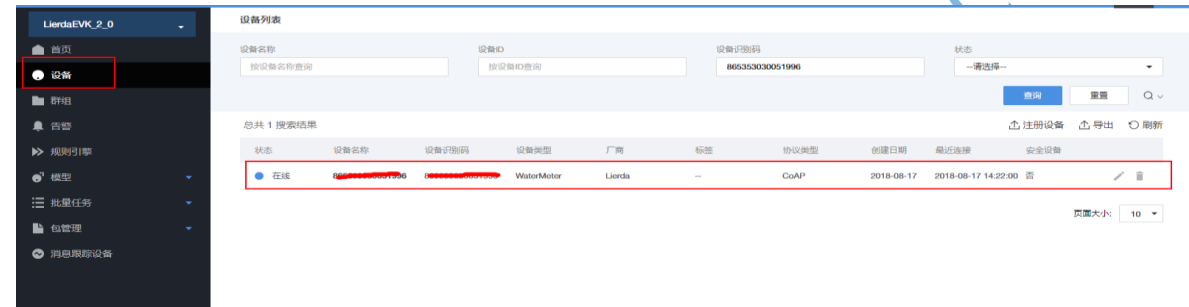 LierdaEVK_2_0
首页
设备
群组
告警
规则引擎
模型
批量任务
包管理
消息跟踪设备
设备列表
设备名称 设备ID 设备识别码 状态
按设备名称查询 按设备ID查询 865353030051996 --请选择--
查询 重置
总共 1 搜索结果 注册设备 导出 刷新
状态 设备名称 设备识别码 设备类型 厂商 标签 协议类型 创建日期 最近连接 安全设备
在线 WaterMeter Lierda -- CoAP 2018-08-17 2018-08-17 14:22:00 否
页面大小: 10